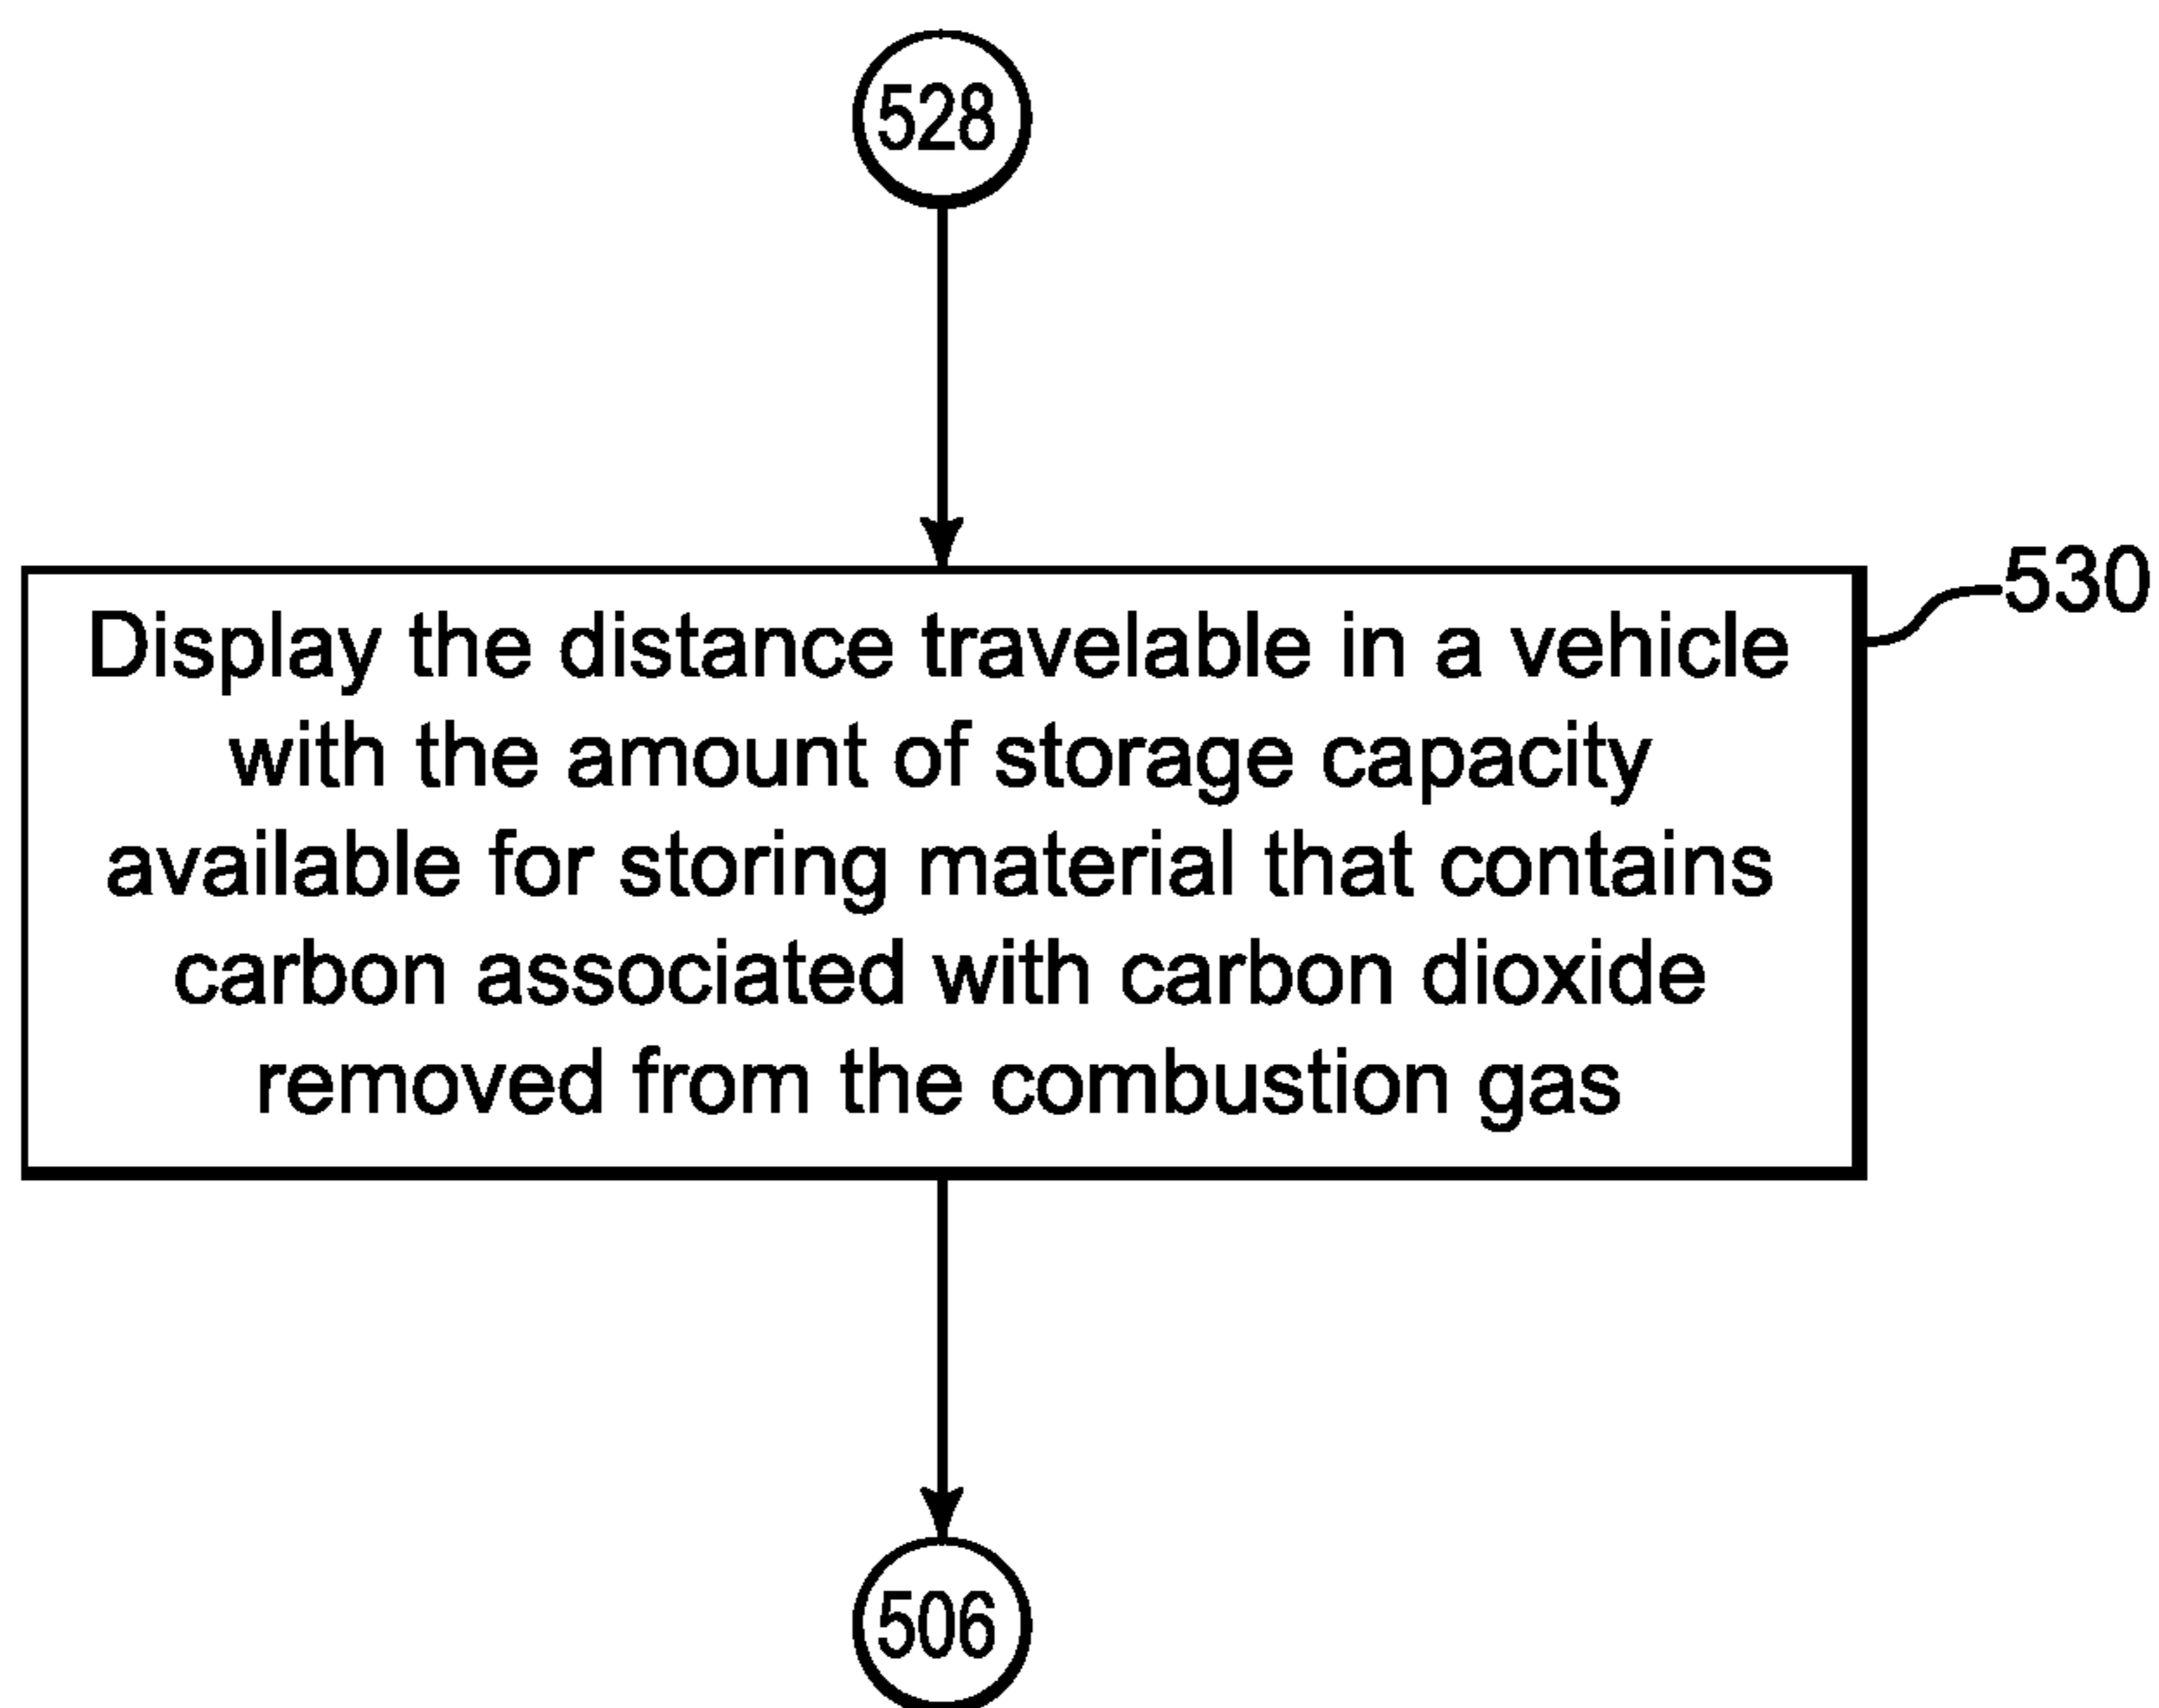 528
530
Display the distance travelable in a vehicle
with the amount of storage capacity
available for storing material that contains
carbon associated with carbon dioxide
removed from the combustion gas
506